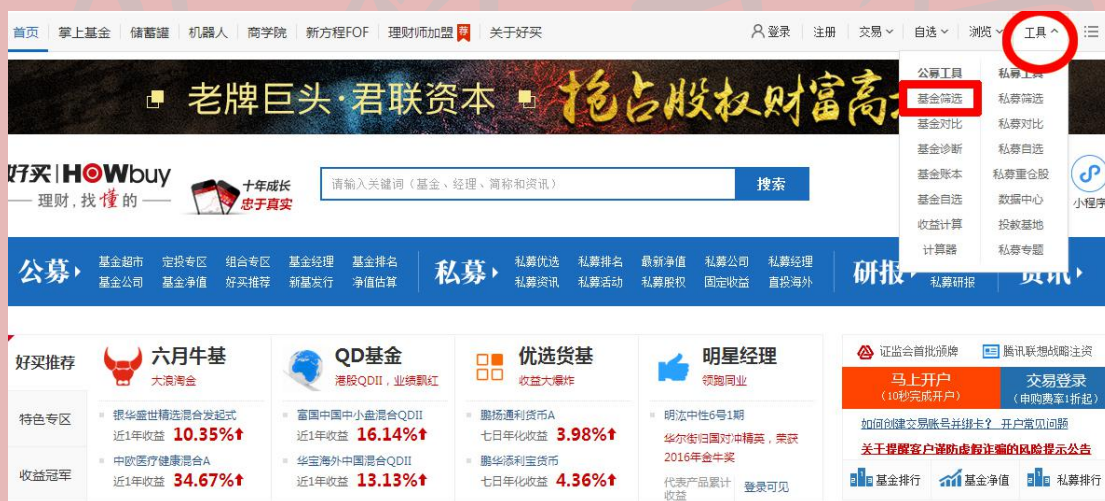 首页 掌上基金 储蓄罐 机器人 商学院 新方程FOF 理财师加盟 荐 关于好买 登录 注册 交易 自选 浏览 工具
公募工具 私募工具
基金筛选 私募筛选
基金对比 私募对比
基金诊断 私募自选
基金账本 私募重仓股
基金自选 数据中心
收益计算 投教基地
计算器 私募专题
老牌巨头·君联资本 抢占股权财富高
好买 HOWbuy
理财,找懂的
十年成长
忠于真实
请输入关键词(基金、经理、简称和资讯) 搜索
小程序
公募 基金超市 定投专区 组合专区 基金经理 基金排名
基金公司 基金净值 好买推荐 新基发行 净值估算
私募 私募优选 私募排名 最新净值 私募公司 私募经理
私募资讯 私募活动 私募股权 固定收益 直投海外
研报 私募研报 资讯
好买推荐
特色专区
收益冠军
六月牛基
大浪淘金
银华盛世精选混合发起式
近1年收益 10.35%
中欧医疗健康混合A
近1年收益 34.67%
QD基金
港股QDII,业绩飘红
富国中国中小盘混合QDII
近1年收益 16.14%
华宝海外中国混合QDII
近1年收益 13.13%
优选货基
收益大爆炸
鹏扬通利货币A
七日年化收益 3.98%
鹏华添利宝货币
七日年化收益 4.36%
明星经理
领跑同业
明汯中性6号1期
华尔街归国对冲精英,荣获
2016年金牛奖
代表产品累计
收益 登录可见
证监会首批颁牌 腾讯联想战略注资
马上开户
(10秒完成开户)
交易登录
(申购费率1折起)
如何创建交易账号并绑卡? 开户常见问题
关于提醒客户谨防虚假诈骗的风险提示公告
基金排行 基金净值 私募排行